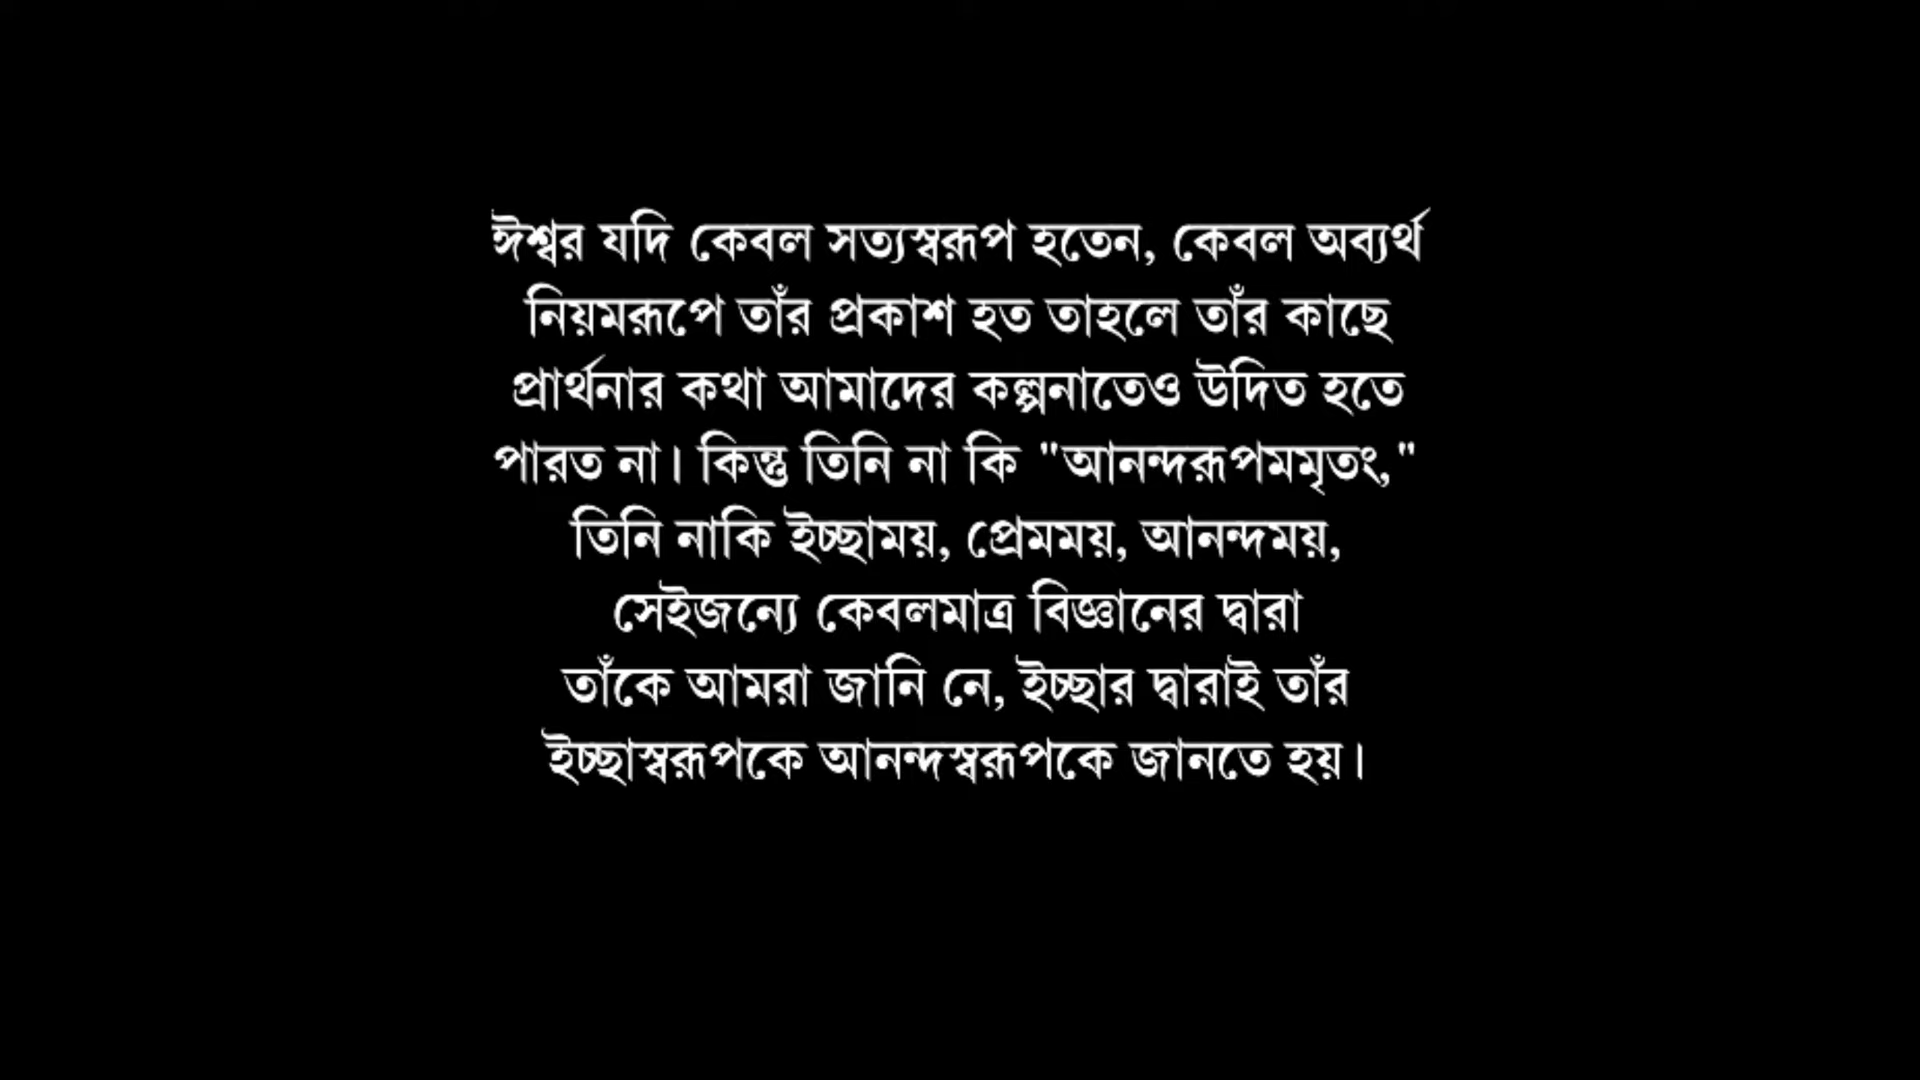 ঈশ্বর যদি কেবল সত্যস্বরূপ হতেন, কেবল অব্যর্থ
নিয়মরূপে তাঁর প্রকাশ হত তাহলে তাঁর কাছে
প্রার্থনার কথা আমাদের কল্পনাতেও উদিত হতে
পারত না। কিন্তু তিনি না কি "আনন্দরূপমমৃতং,"
তিনি নাকি ইচ্ছাময়, প্রেমময়, আনন্দময়,
সেইজন্যে কেবলমাত্র বিজ্ঞানের দ্বারা
তাঁকে আমরা জানি নে, ইচ্ছার দ্বারাই তাঁর
ইচ্ছাস্বরূপকে আনন্দস্বরূপকে জানতে হয়।